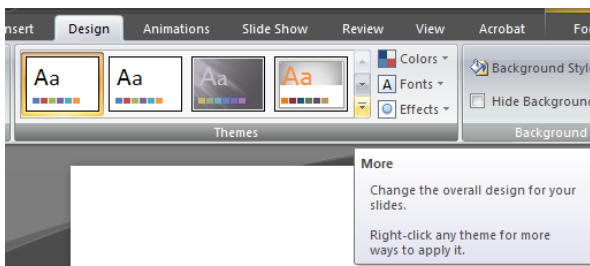 nsert Design Animations Slide Show Review View Acrobat Fo
Aa Aa Aa Aa
Colors
A Fonts
Effects
Background Style
Hide Background
Themes Background
More
Change the overall design for your
slides.
Right-click any theme for more
ways to apply it.